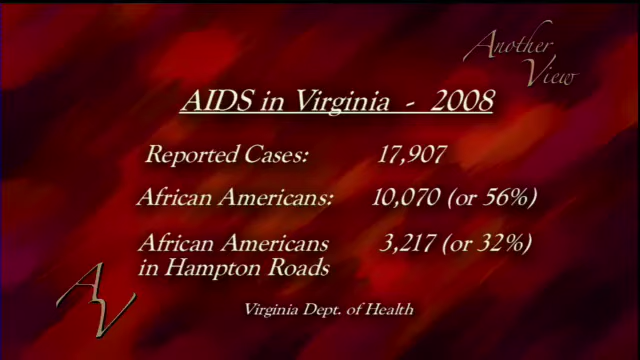 Another
View
AIDS in Virginia - 2008
Reported Cases: 17,907
African Americans: 10,070 (or 56%)
African Americans 3,217 (or 32%)
in Hampton Roads
AV
Virginia Dept. of Health